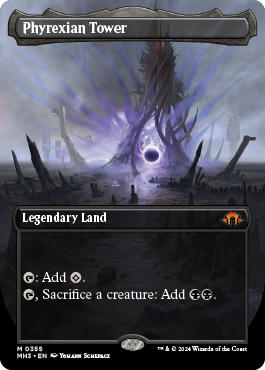 Phyrexian Tower
Legendary Land
: Add .
, Sacrifice a creature: Add .
M 0355
MH3 • EN YOHANN SCHEPACZ
™ & © 2024 Wizards of the Coast